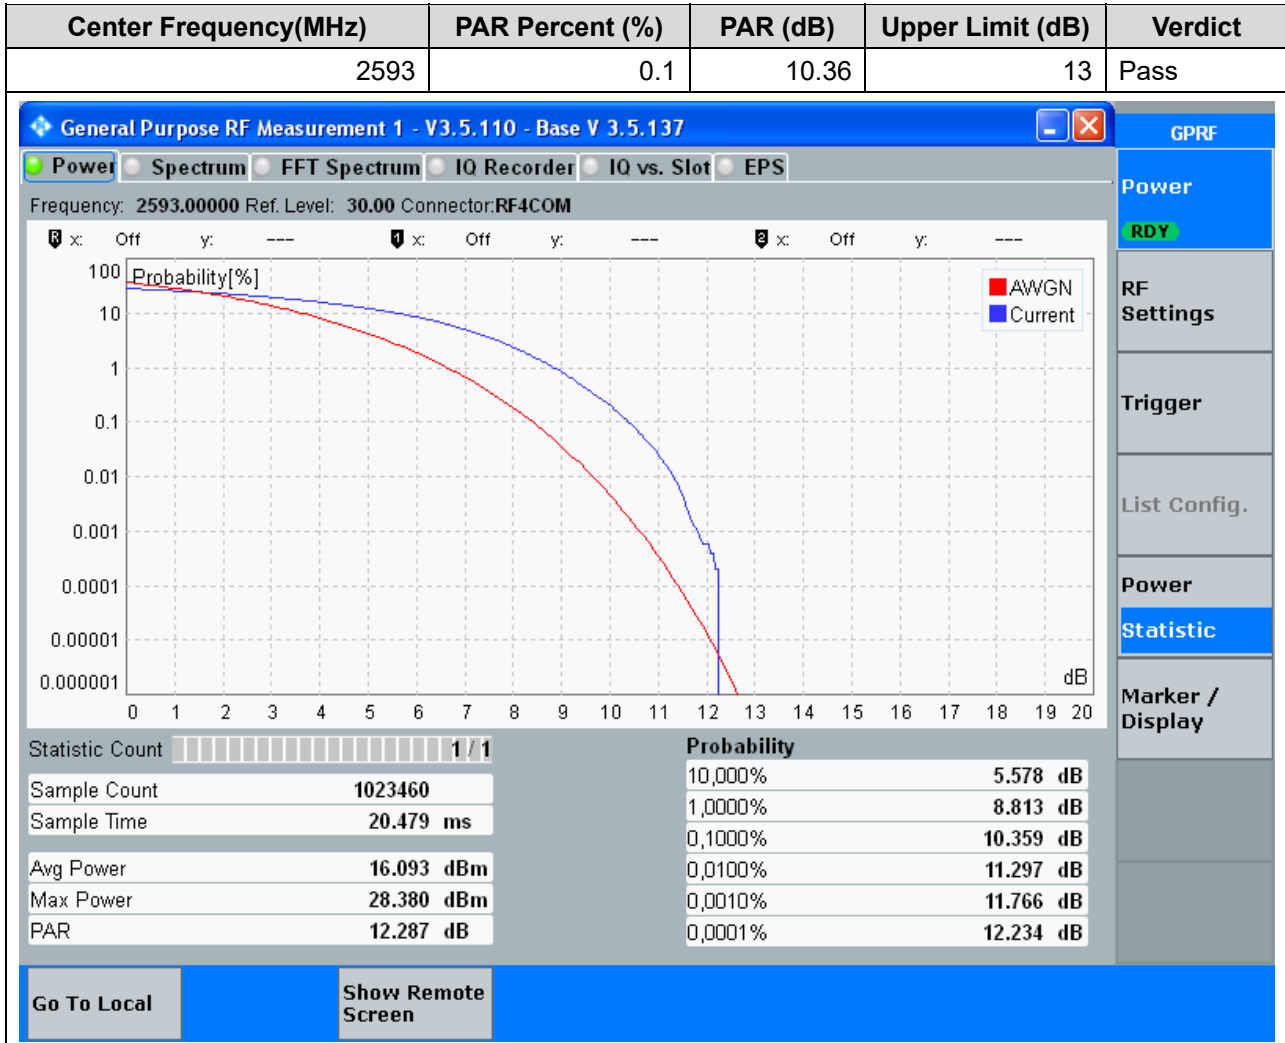 Center Frequency(MHz) PAR Percent (%) PAR (dB) Upper Limit (dB) Verdict
2593 0.1 10.36 13 Pass
General Purpose RF Measurement 1 - V3.5.110 - Base V 3.5.137
GPRF
Power Spectrum FFT Spectrum IQ Recorder IQ vs. Slot EPS
Frequency: 2593.00000 Ref. Level: 30.00 Connector:RF4COM
R x: Off y: --- 1 x: Off y: --- 2 x: Off y: ---
Probability[%]
100
10
1
0.1
0.01
0.001
0.0001
0.00001
0.000001
AWGN
Current
dB
0 1 2 3 4 5 6 7 8 9 10 11 12 13 14 15 16 17 18 19 20
Statistic Count 1 / 1
Sample Count 1023460
Sample Time 20.479 ms
Avg Power 16.093 dBm
Max Power 28.380 dBm
PAR 12.287 dB
Probability
10,000% 5.578 dB
1,0000% 8.813 dB
0,1000% 10.359 dB
0,0100% 11.297 dB
0,0010% 11.766 dB
0,0001% 12.234 dB
Power
RDY
RF
Settings
Trigger
List Config.
Power
Statistic
Marker /
Display
Go To Local
Show Remote
Screen